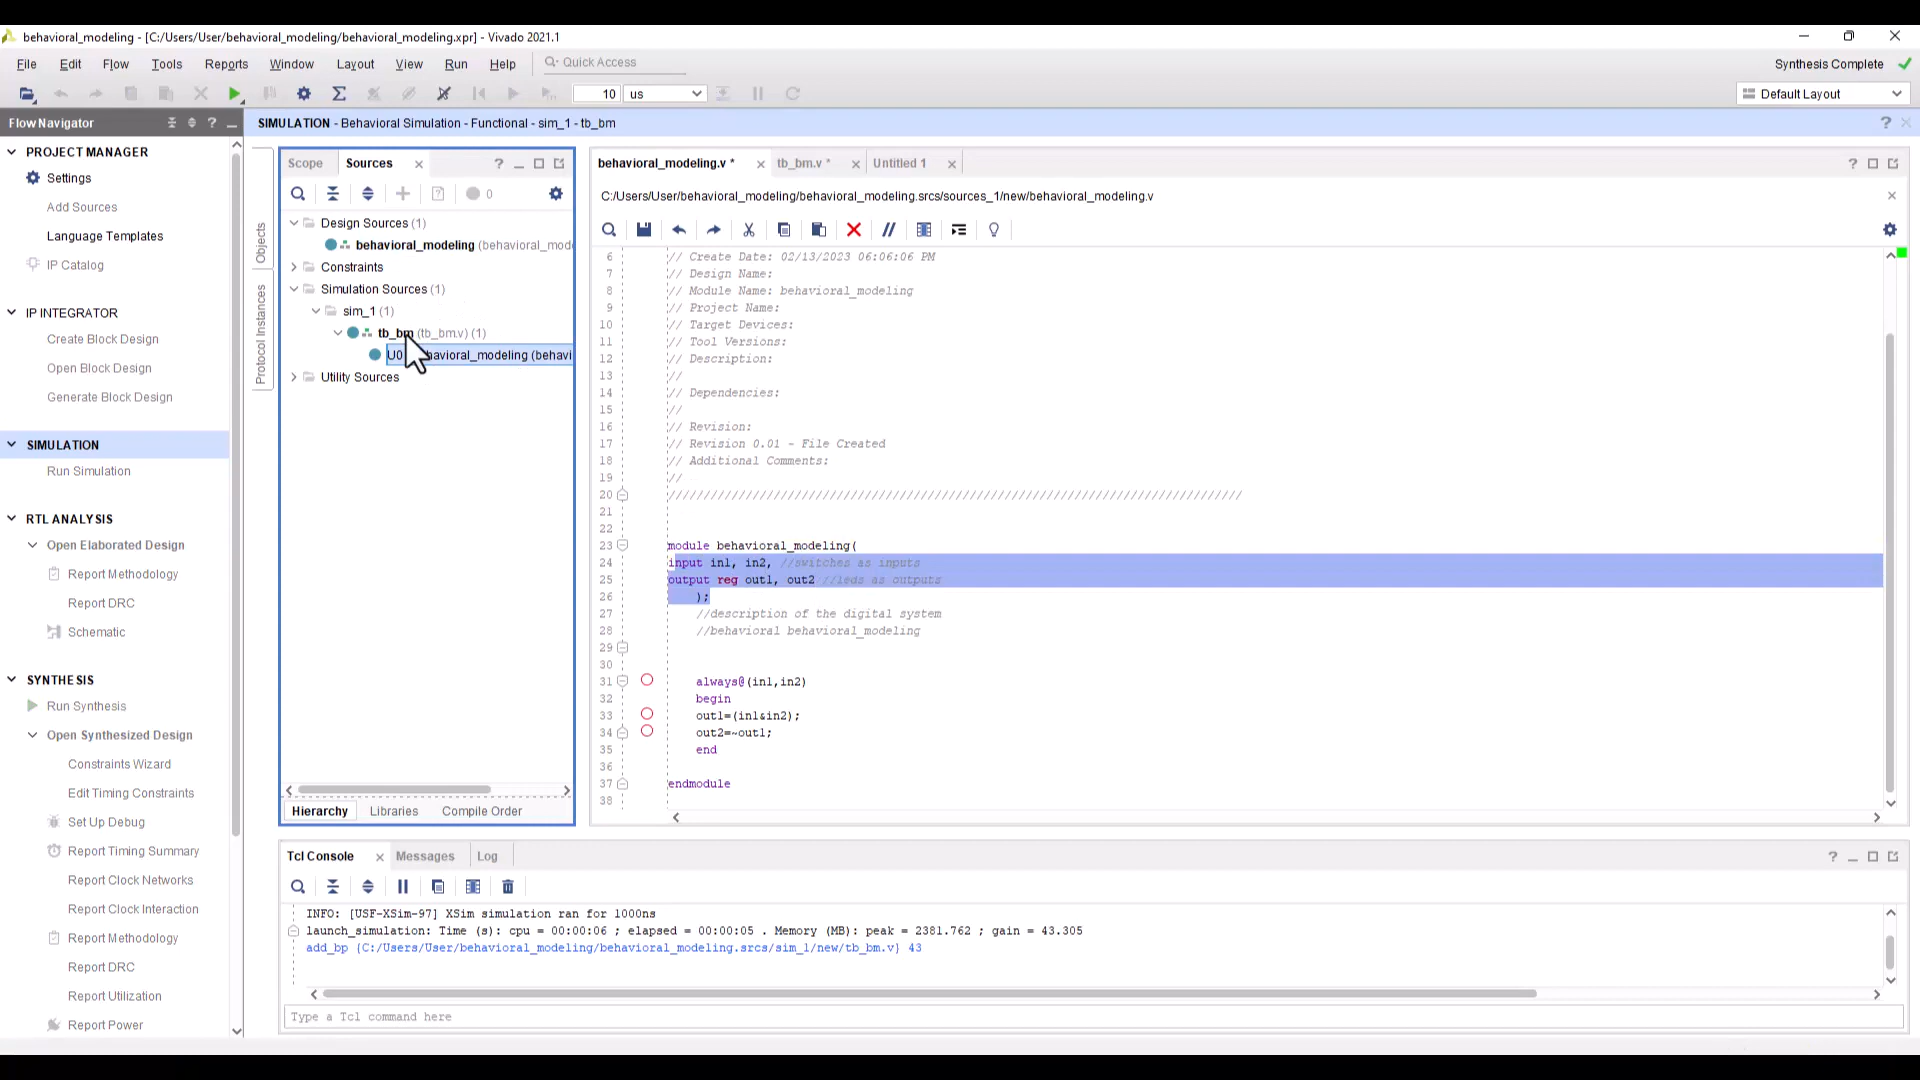 behavioral_modeling - [C:/Users/User/behavioral_modeling/behavioral_modeling.xpr] - Vivado 2021.1
File Edit Flow Tools Reports Window Layout View Run Help Quick Access
Synthesis Complete
10 us
Default Layout
Flow Navigator
SIMULATION - Behavioral Simulation - Functional - sim_1 - tb_bm
PROJECT MANAGER
Settings
Add Sources
Language Templates
IP Catalog
IP INTEGRATOR
Create Block Design
Open Block Design
Generate Block Design
SIMULATION
Run Simulation
RTL ANALYSIS
Open Elaborated Design
Report Methodology
Report DRC
Schematic
SYNTHESIS
Run Synthesis
Open Synthesized Design
Constraints Wizard
Edit Timing Constraints
Set Up Debug
Report Timing Summary
Report Clock Networks
Report Clock Interaction
Report Methodology
Report DRC
Report Utilization
Report Power
Objects
Protocol Instances
Scope Sources
0
Design Sources (1)
behavioral_modeling (behavioral_mod
Constraints
Simulation Sources (1)
sim_1 (1)
tb_bm (tb_bm.v) (1)
U0 havioral_modeling (behavi
Utility Sources
Hierarchy Libraries Compile Order
behavioral_modeling.v * tb_bm.v * Untitled 1
C:/Users/User/behavioral_modeling/behavioral_modeling.srcs/sources_1/new/behavioral_modeling.v
6 // Create Date: 02/13/2023 06:06:06 PM
7 // Design Name:
8 // Module Name: behavioral_modeling
9 // Project Name:
10 // Target Devices:
11 // Tool Versions:
12 // Description:
13 //
14 // Dependencies:
15 //
16 // Revision:
17 // Revision 0.01 - File Created
18 // Additional Comments:
19 //
20 //////////////////////////////////////////////////////////////////////////////////
21
22
23 module behavioral_modeling(
24 input in1, in2, //switches as inputs
25 output reg out1, out2 //leds as outputs
26 );
27 //description of the digital system
28 //behavioral behavioral_modeling
29
30
31 always@(in1,in2)
32 begin
33 out1=(in1&in2);
34 out2=~out1;
35 end
36
37 endmodule
38
Tcl Console Messages Log
INFO: [USF-XSim-97] XSim simulation ran for 1000ns
launch_simulation: Time (s): cpu = 00:00:06 ; elapsed = 00:00:05 . Memory (MB): peak = 2381.762 ; gain = 43.305
add_bp {C:/Users/User/behavioral_modeling/behavioral_modeling.srcs/sim_1/new/tb_bm.v} 43
Type a Tcl command here